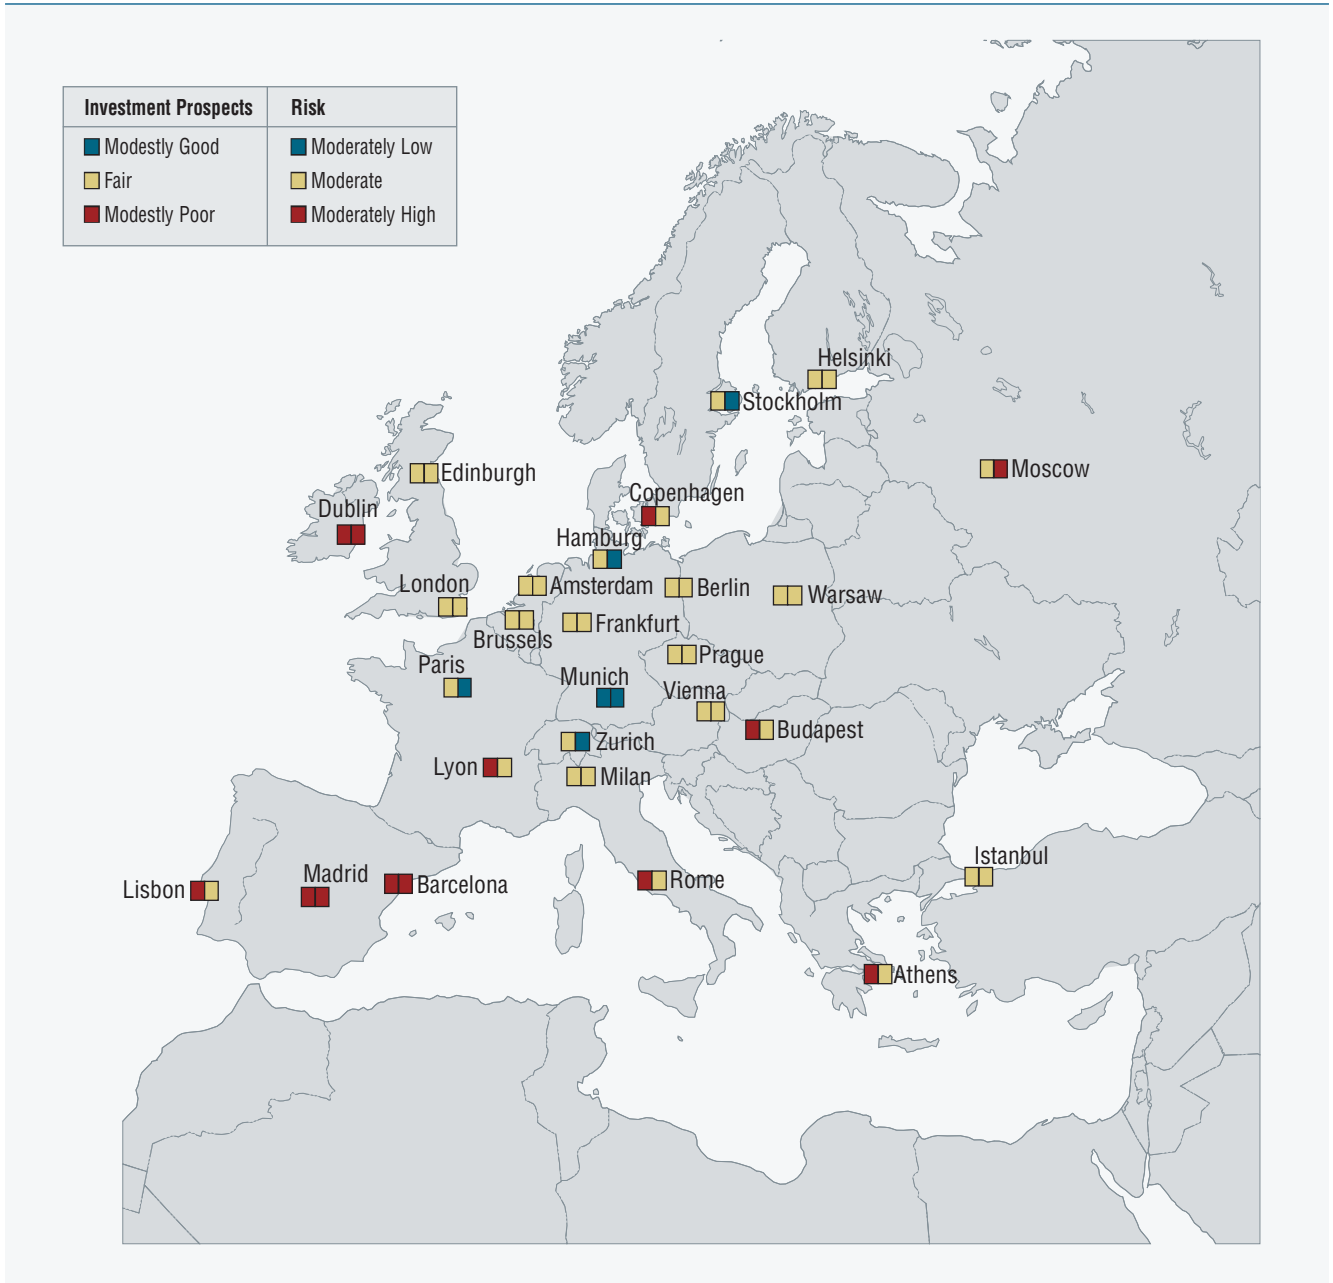 Investment Prospects
Risk
Modestly Good
Moderately Low
Fair
Moderate
Modestly Poor
Moderately High
Helsinki
Stockholm
Moscow
Edinburgh
Copenhagen
Dublin
Hamburg
London
Amsterdam
Berlin
Warsaw
Frankfurt
Brussels
Prague
Paris
Munich
Vienna
Budapest
Zurich
Lyon
Milan
Istanbul
Madrid
Rome
Barcelona
Lisbon
Athens